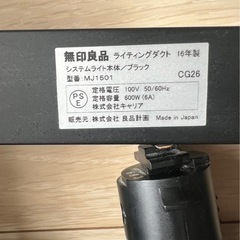 無印良品 ライティングダクト 16年製
システムライト本体／ブラック
型番：MJ1501 CG26
PS
E
定格電圧：100V 50/60Hz
定格容量：600W(6A)
株式会社キャリア
販売元：株式会社 良品計画 Made in Japan